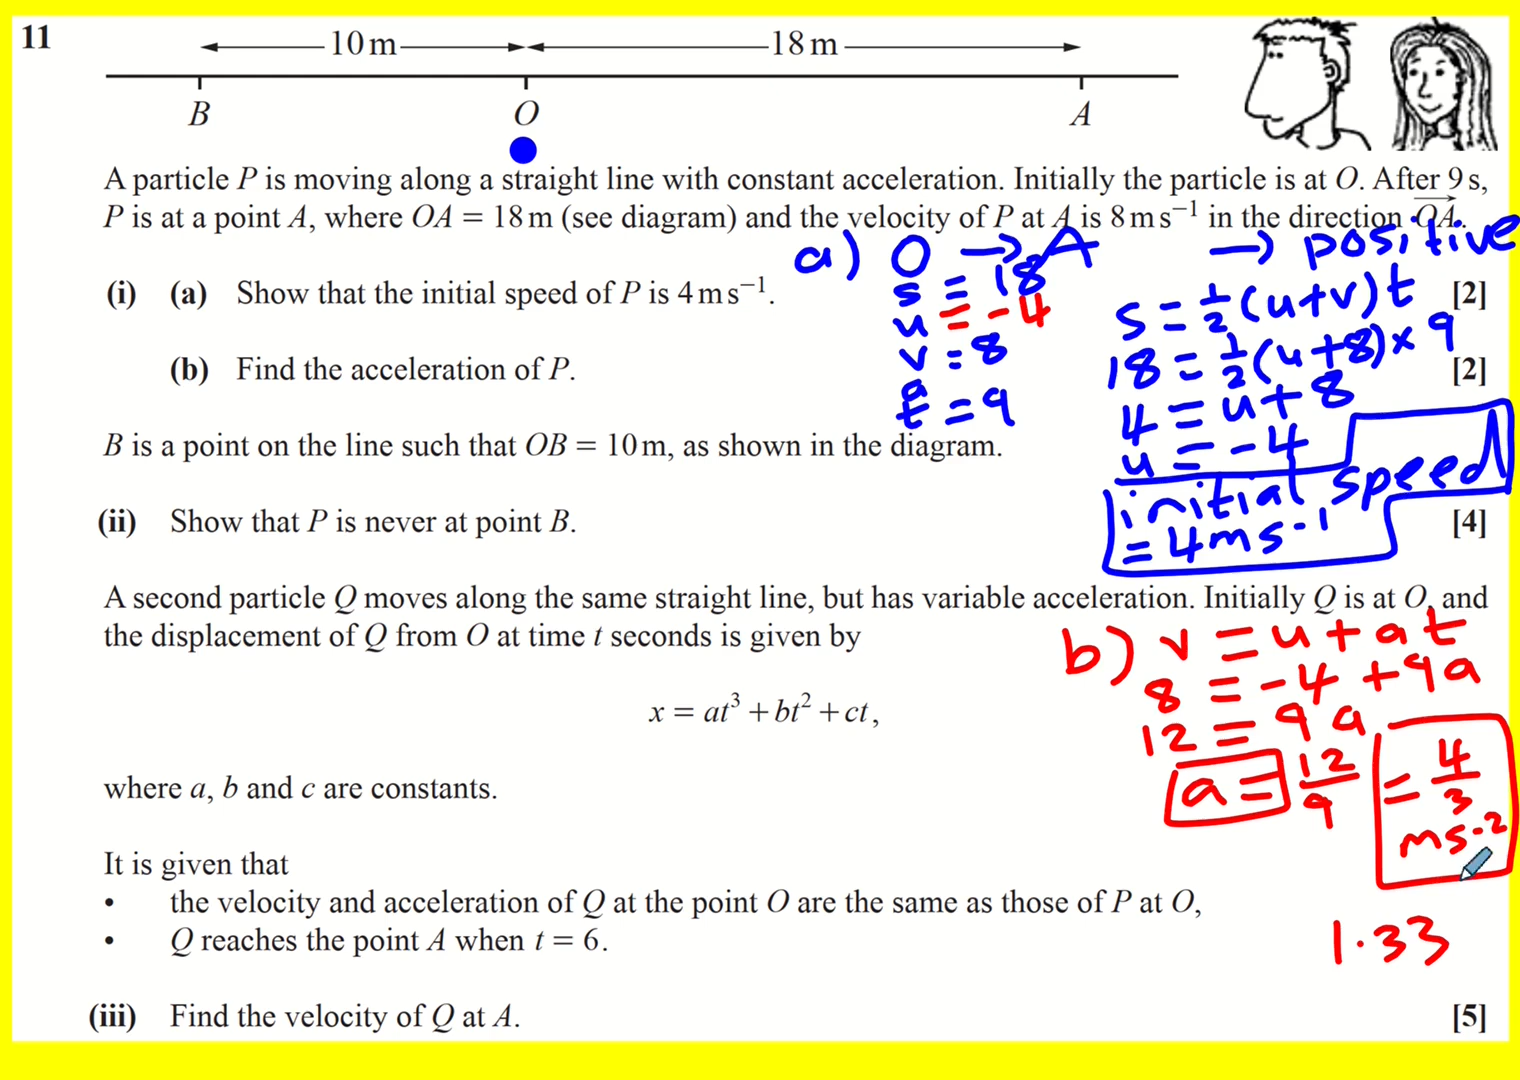 11
10 m 18 m
B O A
A particle P is moving along a straight line with constant acceleration. Initially the particle is at O. After 9 s,
P is at a point A, where OA = 18 m (see diagram) and the velocity of P at A is 8 m s⁻¹ in the direction \overrightarrow{OA}.
a) O → A
s = 18
u = -4
v = 8
a
t = 9
→ positive
s = ½(u+v)t
18 = ½(u+8)×9
4 = u+8
u = -4
initial speed
= 4ms⁻¹
(i) (a) Show that the initial speed of P is 4 m s⁻¹. [2]
(b) Find the acceleration of P. [2]
B is a point on the line such that OB = 10 m, as shown in the diagram.
(ii) Show that P is never at point B. [4]
A second particle Q moves along the same straight line, but has variable acceleration. Initially Q is at O, and
the displacement of Q from O at time t seconds is given by
x = at³ + bt² + ct,
where a, b and c are constants.
b) v = u + at
8 = -4 + 9a
12 = 9a
a = 12/9 = 4/3
ms⁻²
1.33
It is given that
• the velocity and acceleration of Q at the point O are the same as those of P at O,
• Q reaches the point A when t = 6.
(iii) Find the velocity of Q at A. [5]